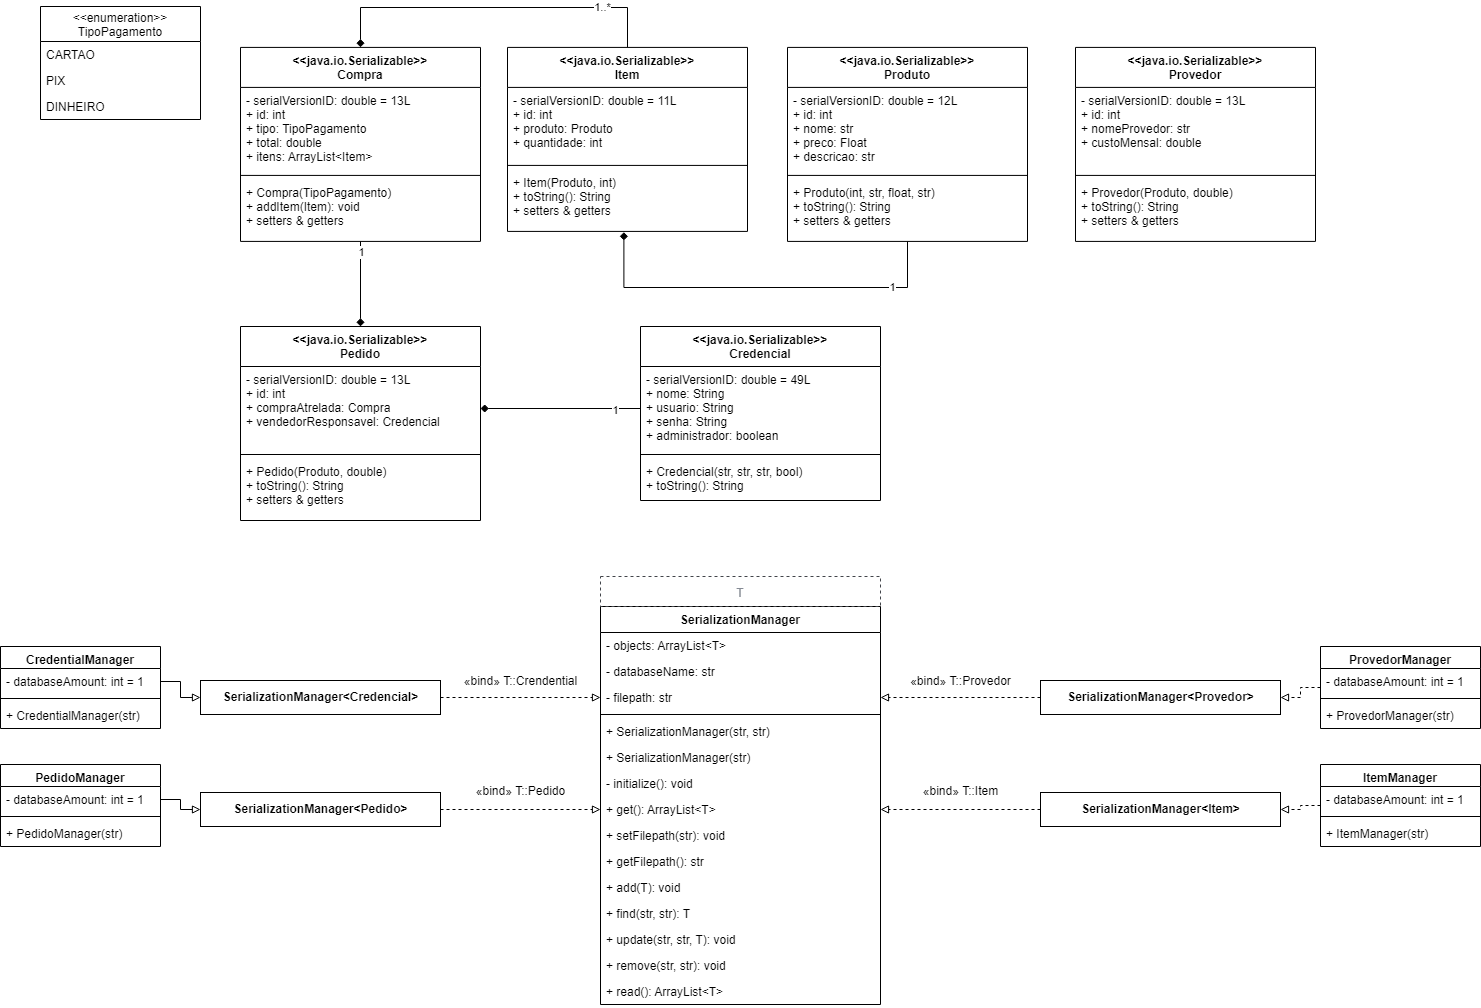 <<enumeration>>
TipoPagamento
CARTAO
PIX
DINHEIRO
1..*
<<java.io.Serializable>>
Compra
- serialVersionID: double = 13L
+ id: int
+ tipo: TipoPagamento
+ total: double
+ itens: ArrayList<Item>
+ Compra(TipoPagamento)
+ addItem(Item): void
+ setters & getters
<<java.io.Serializable>>
Item
- serialVersionID: double = 11L
+ id: int
+ produto: Produto
+ quantidade: int
+ Item(Produto, int)
+ toString(): String
+ setters & getters
<<java.io.Serializable>>
Produto
- serialVersionID: double = 12L
+ id: int
+ nome: str
+ preco: Float
+ descricao: str
+ Produto(int, str, float, str)
+ toString(): String
+ setters & getters
<<java.io.Serializable>>
Provedor
- serialVersionID: double = 13L
+ id: int
+ nomeProvedor: str
+ custoMensal: double
+ Provedor(Produto, double)
+ toString(): String
+ setters & getters
1
1
<<java.io.Serializable>>
Pedido
- serialVersionID: double = 13L
+ id: int
+ compraAtrelada: Compra
+ vendedorResponsavel: Credencial
+ Pedido(Produto, double)
+ toString(): String
+ setters & getters
1
<<java.io.Serializable>>
Credencial
- serialVersionID: double = 49L
+ nome: String
+ usuario: String
+ senha: String
+ administrador: boolean
+ Credencial(str, str, str, bool)
+ toString(): String
T
SerializationManager
- objects: ArrayList<T>
- databaseName: str
- filepath: str
+ SerializationManager(str, str)
+ SerializationManager(str)
- initialize(): void
+ get(): ArrayList<T>
+ setFilepath(str): void
+ getFilepath(): str
+ add(T): void
+ find(str, str): T
+ update(str, str, T): void
+ remove(str, str): void
+ read(): ArrayList<T>
CredentialManager
- databaseAmount: int = 1
+ CredentialManager(str)
SerializationManager<Credencial>
«bind» T::Crendential
PedidoManager
- databaseAmount: int = 1
+ PedidoManager(str)
SerializationManager<Pedido>
«bind» T::Pedido
«bind» T::Provedor
SerializationManager<Provedor>
ProvedorManager
- databaseAmount: int = 1
+ ProvedorManager(str)
«bind» T::Item
SerializationManager<Item>
ItemManager
- databaseAmount: int = 1
+ ItemManager(str)